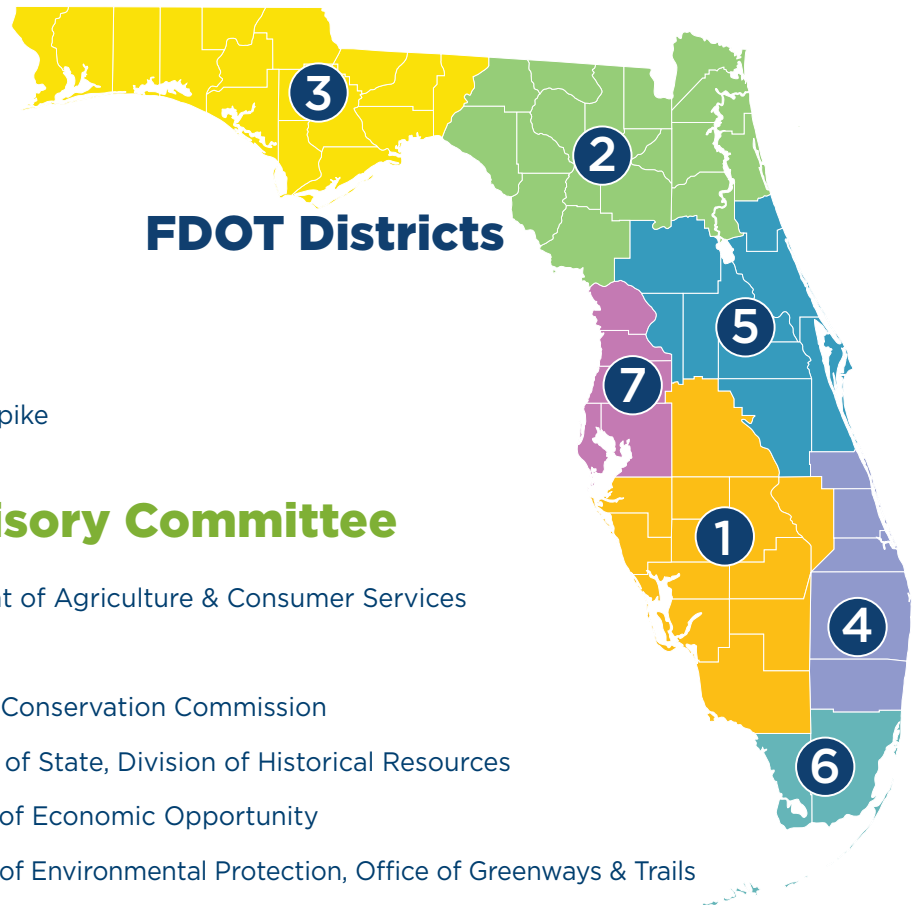 3
2
FDOT Districts
5
7
pike
isory Committee
1
t of Agriculture & Consumer Services
4
Conservation Commission
of State, Division of Historical Resources
6
of Economic Opportunity
of Environmental Protection, Office of Greenways & Trails